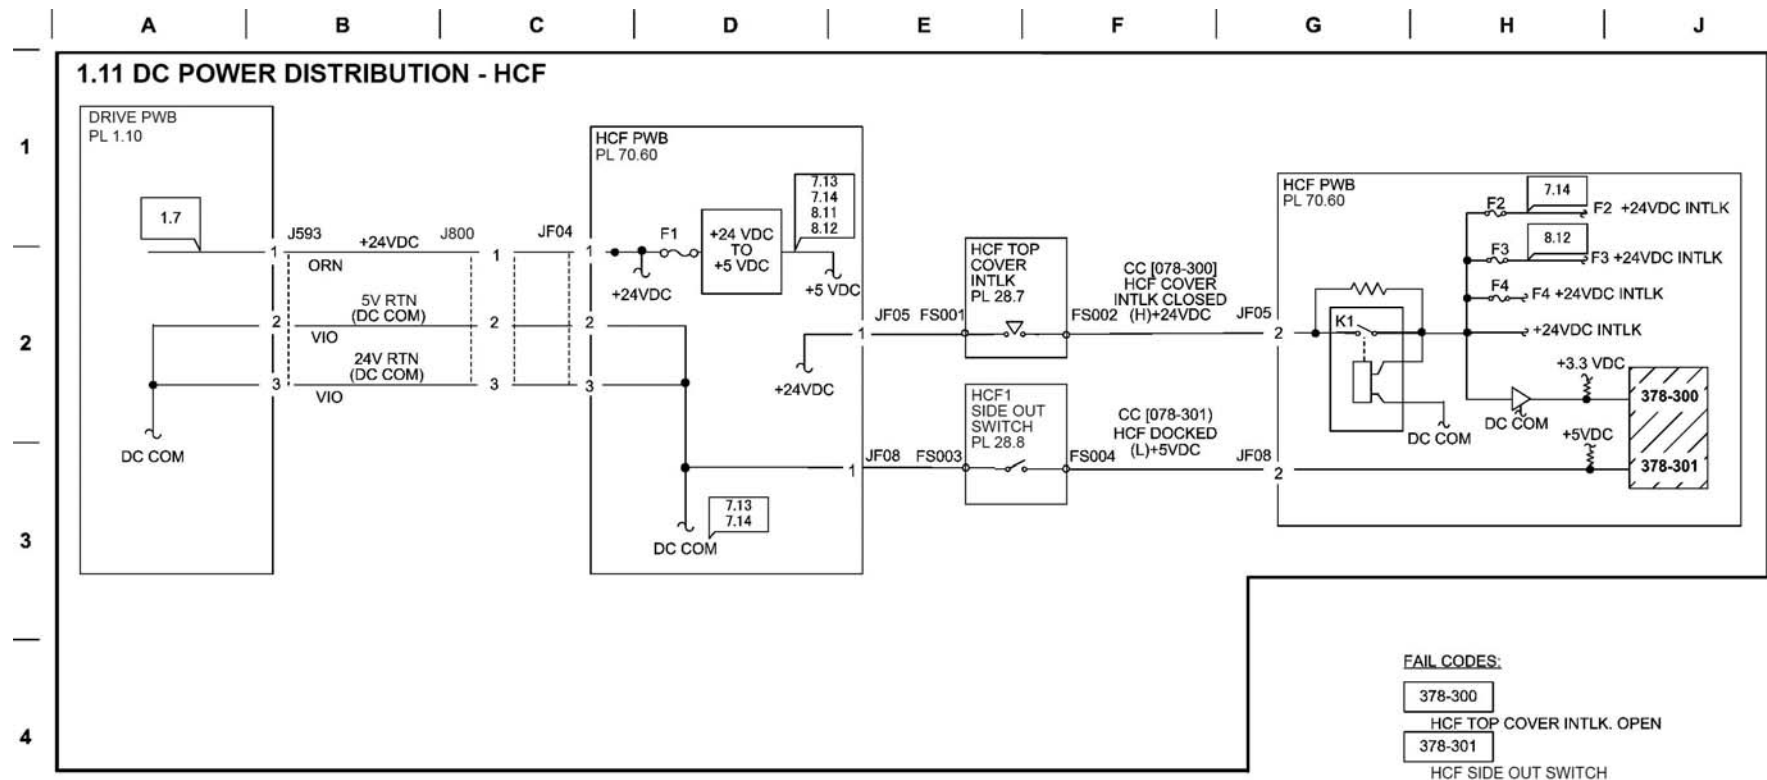 A B C D E F G H J
1.11 DC POWER DISTRIBUTION - HCF
1
2
3
4
DRIVE PWB
PL 1.10
1.7
1
2
3
J593
+24VDC
ORN
5V RTN
(DC COM)
VIO
24V RTN
(DC COM)
VIO
DC COM
J800
1
2
3
JF04
1
2
3
HCF PWB
PL 70.60
F1
+24VDC
+24 VDC
TO
+5 VDC
7.13
7.14
8.11
8.12
+5 VDC
+24VDC
1
1
7.13
7.14
DC COM
JF05 FS001
HCF TOP
COVER
INTLK
PL 28.7
FS002
CC [078-300]
HCF COVER
INTLK CLOSED
(H)+24VDC
JF05
2
JF08 FS003
HCF1
SIDE OUT
SWITCH
PL 28.8
FS004
CC [078-301)
HCF DOCKED
(L)+5VDC
JF08
2
HCF PWB
PL 70.60
K1
DC COM
F2
7.14
F2 +24VDC INTLK
F3
8.12
F3 +24VDC INTLK
F4
F4 +24VDC INTLK
+24VDC INTLK
+3.3 VDC
DC COM
+5VDC
378-300
378-301
FAIL CODES:
378-300
HCF TOP COVER INTLK. OPEN
378-301
HCF SIDE OUT SWITCH